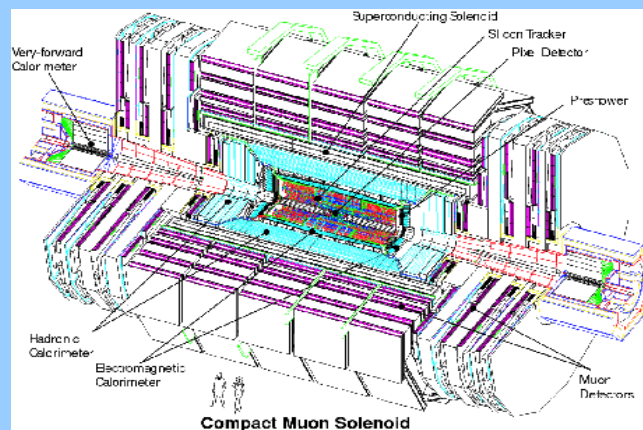 Superconducting Solenoid
Silicon Tracker
Pixel Detector
Very-forward
Calorimeter
Preshower
Hadronic
Calorimeter
Electromagnetic
Calorimeter
Muon
Detectors
Compact Muon Solenoid